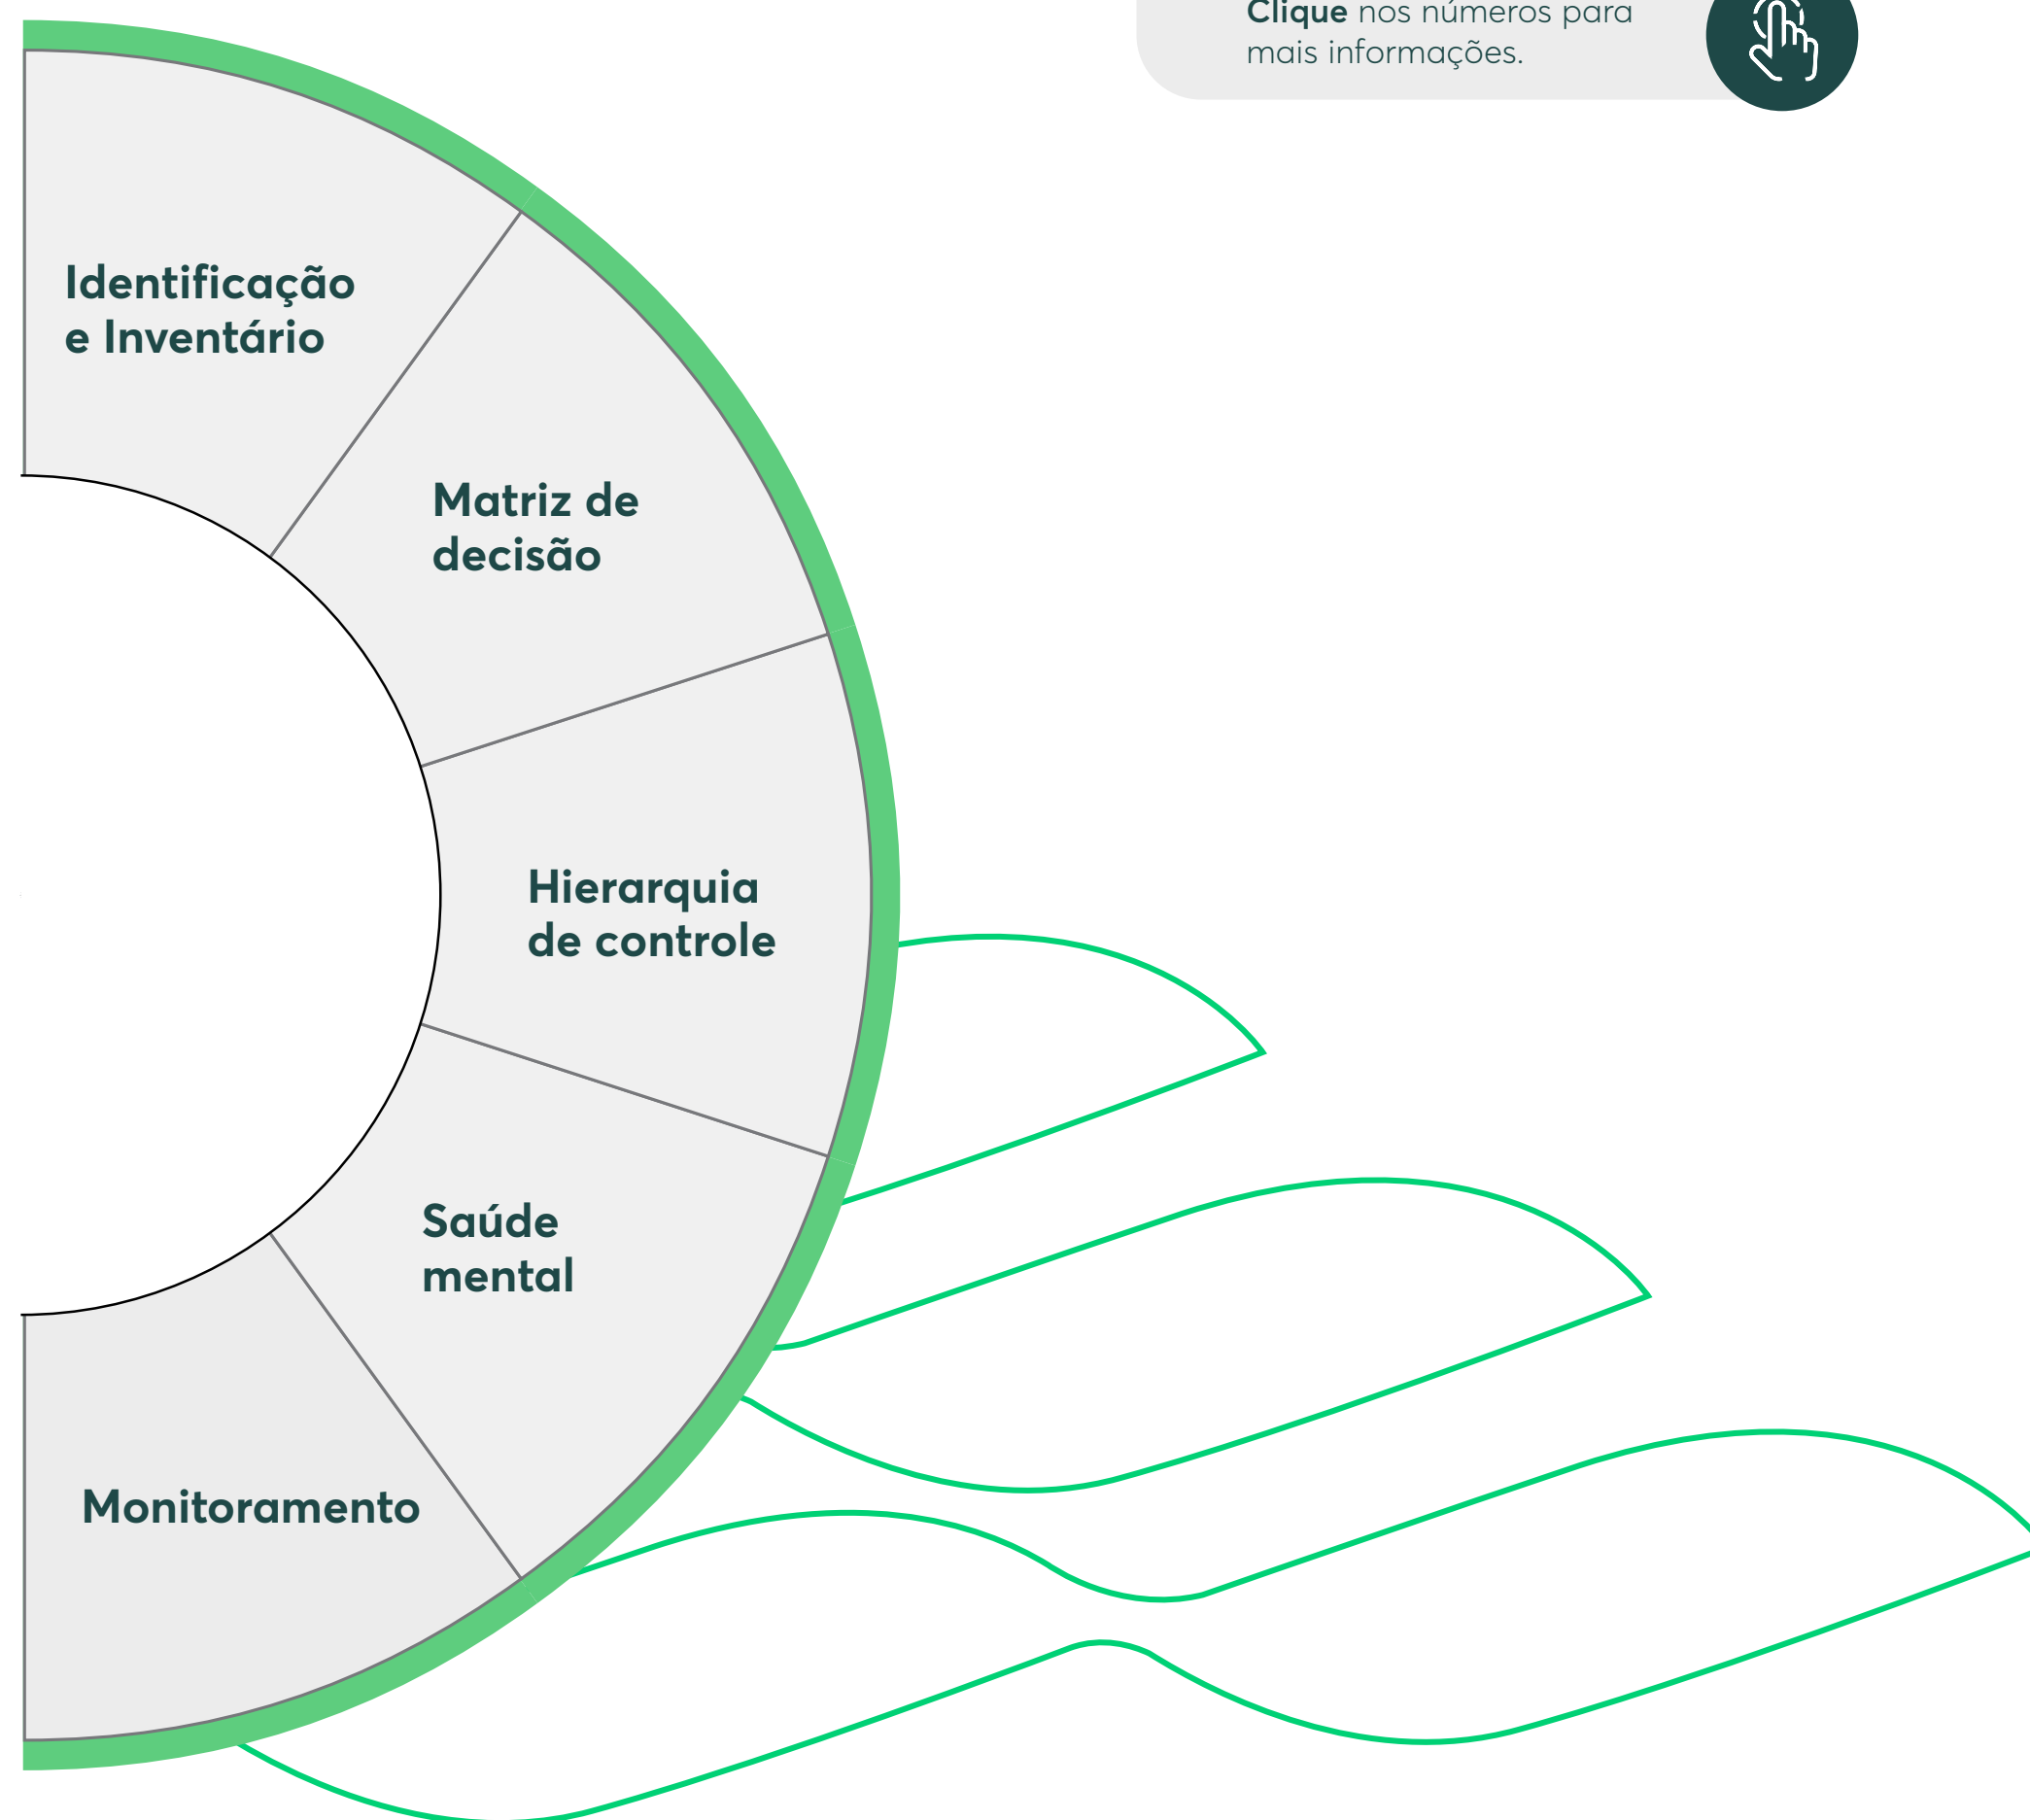 Clique nos números para
mais informações.
Identificação
e Inventário
Matriz de
decisão
Hierarquia
de controle
Saúde
mental
Monitoramento